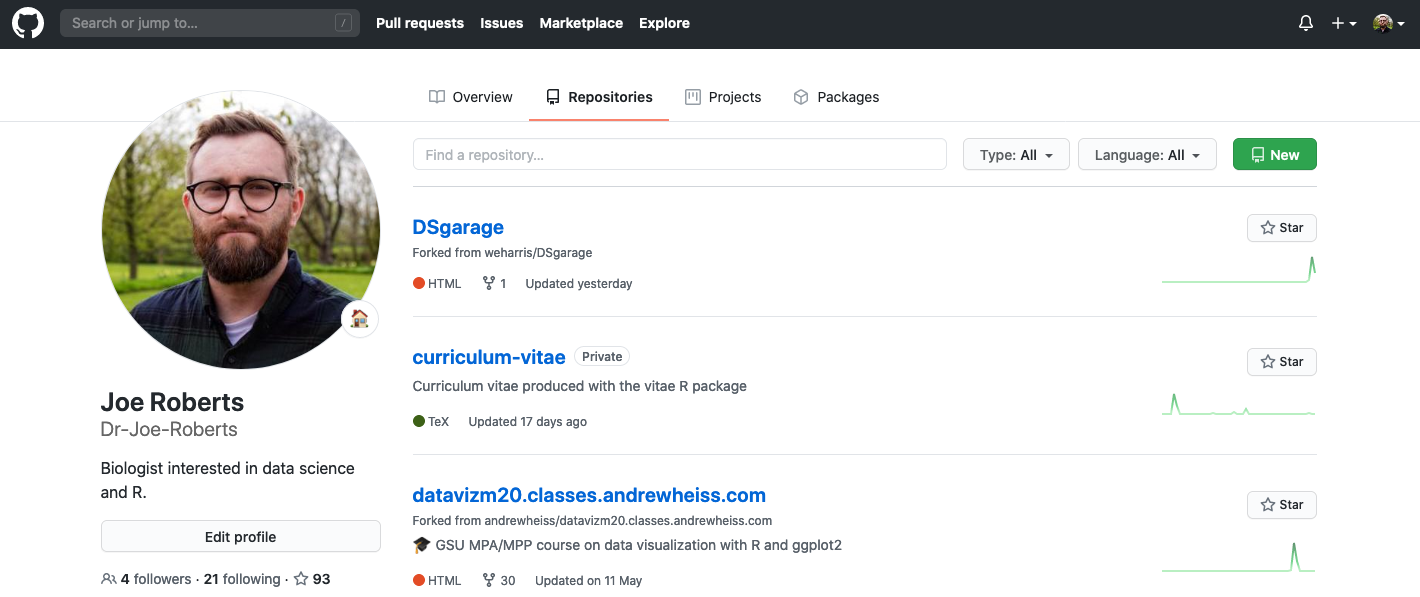 Search or jump to...
/
Pull requests Issues Marketplace Explore
Overview Repositories Projects Packages
Find a repository...
Type: All
Language: All
New
Joe Roberts
Dr-Joe-Roberts
Biologist interested in data science
and R.
Edit profile
4 followers · 21 following · 93
DSgarage
Star
Forked from weharris/DSgarage
HTML 1 Updated yesterday
curriculum-vitae Private
Star
Curriculum vitae produced with the vitae R package
TeX Updated 17 days ago
datavizm20.classes.andrewheiss.com
Star
Forked from andrewheiss/datavizm20.classes.andrewheiss.com
🎓 GSU MPA/MPP course on data visualization with R and ggplot2
HTML 30 Updated on 11 May